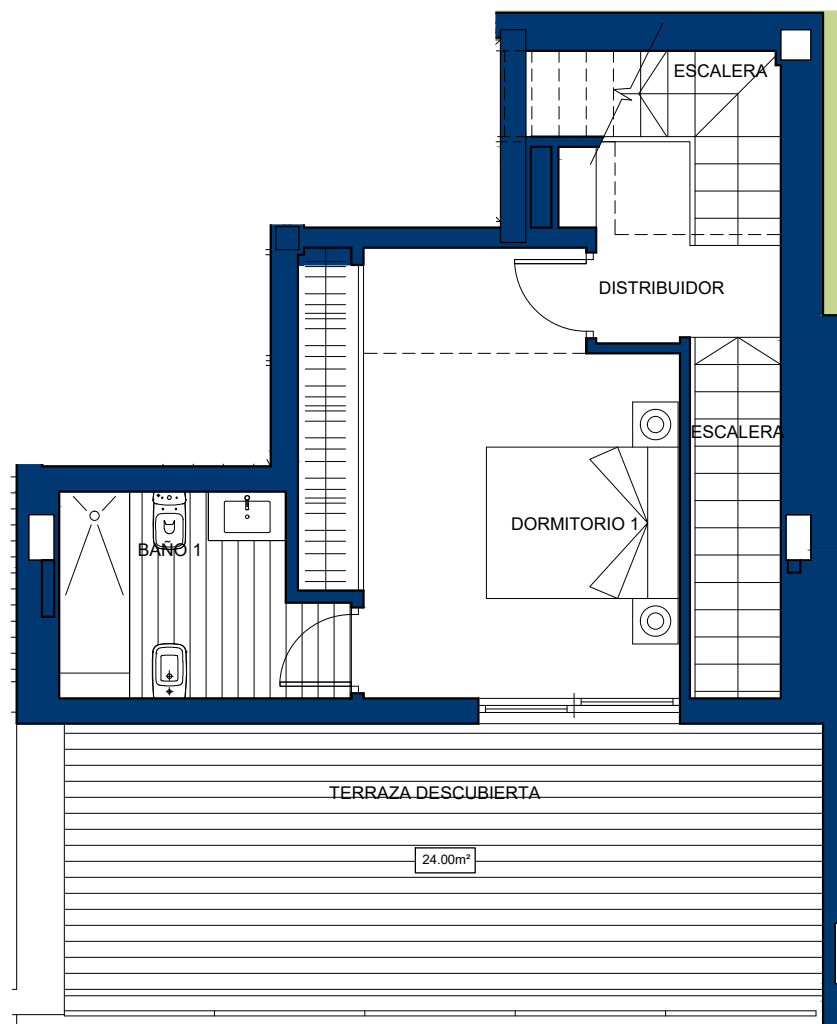 ESCALERA
DISTRIBUIDOR
ESCALERA
DORMITORIO 1
BAÑO 1
TERRAZA DESCUBIERTA
24.00m²